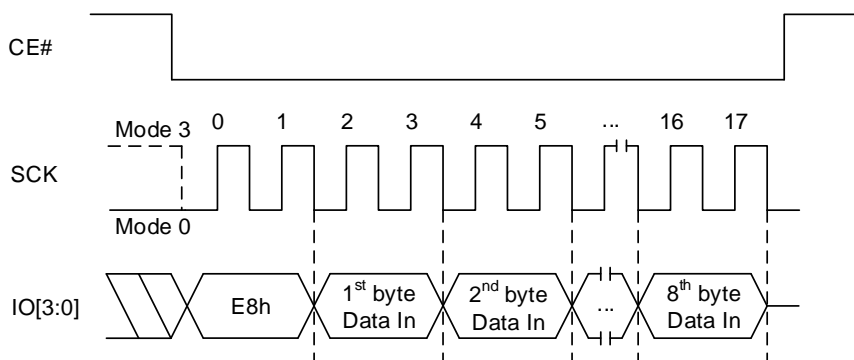 CE#
Mode 3
0 1 2 3 4 5 ... 16 17
SCK
Mode 0
IO[3:0]
E8h
1st byte
Data In
2nd byte
Data In
...
8th byte
Data In